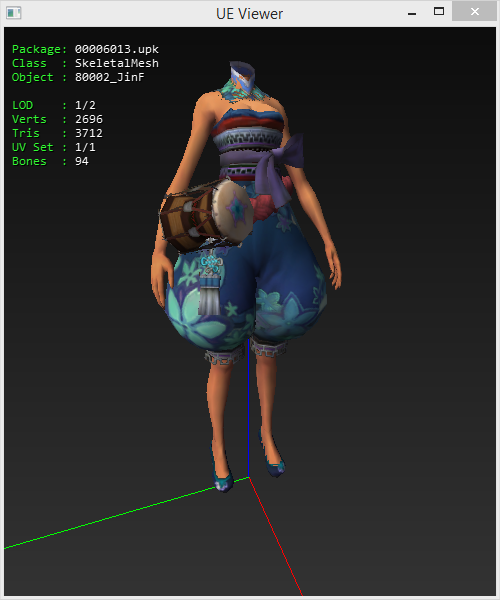 UE Viewer
Package: 00006013.upk
Class : SkeletalMesh
Object : 80002_JinF
LOD : 1/2
Verts : 2696
Tris : 3712
UV Set : 1/1
Bones : 94